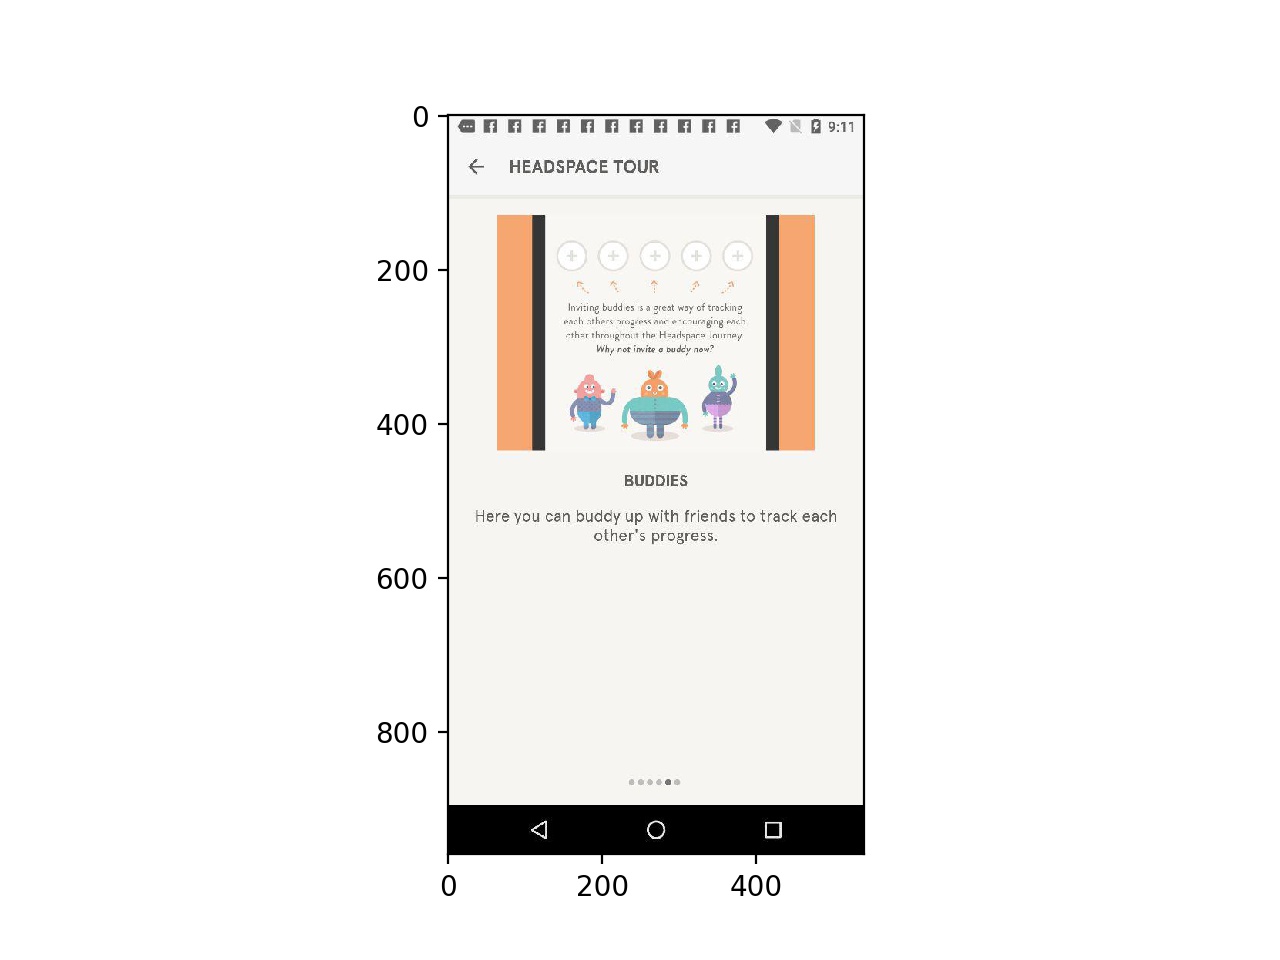 0
200
400
600
800
0 200 400
9:11
HEADSPACE TOUR
Inviting buddies is a great way of tracking
each others progress and encouraging each
other throughout the Headspace Journey
Why not invite a buddy now?
BUDDIES
Here you can buddy up with friends to track each
other's progress.